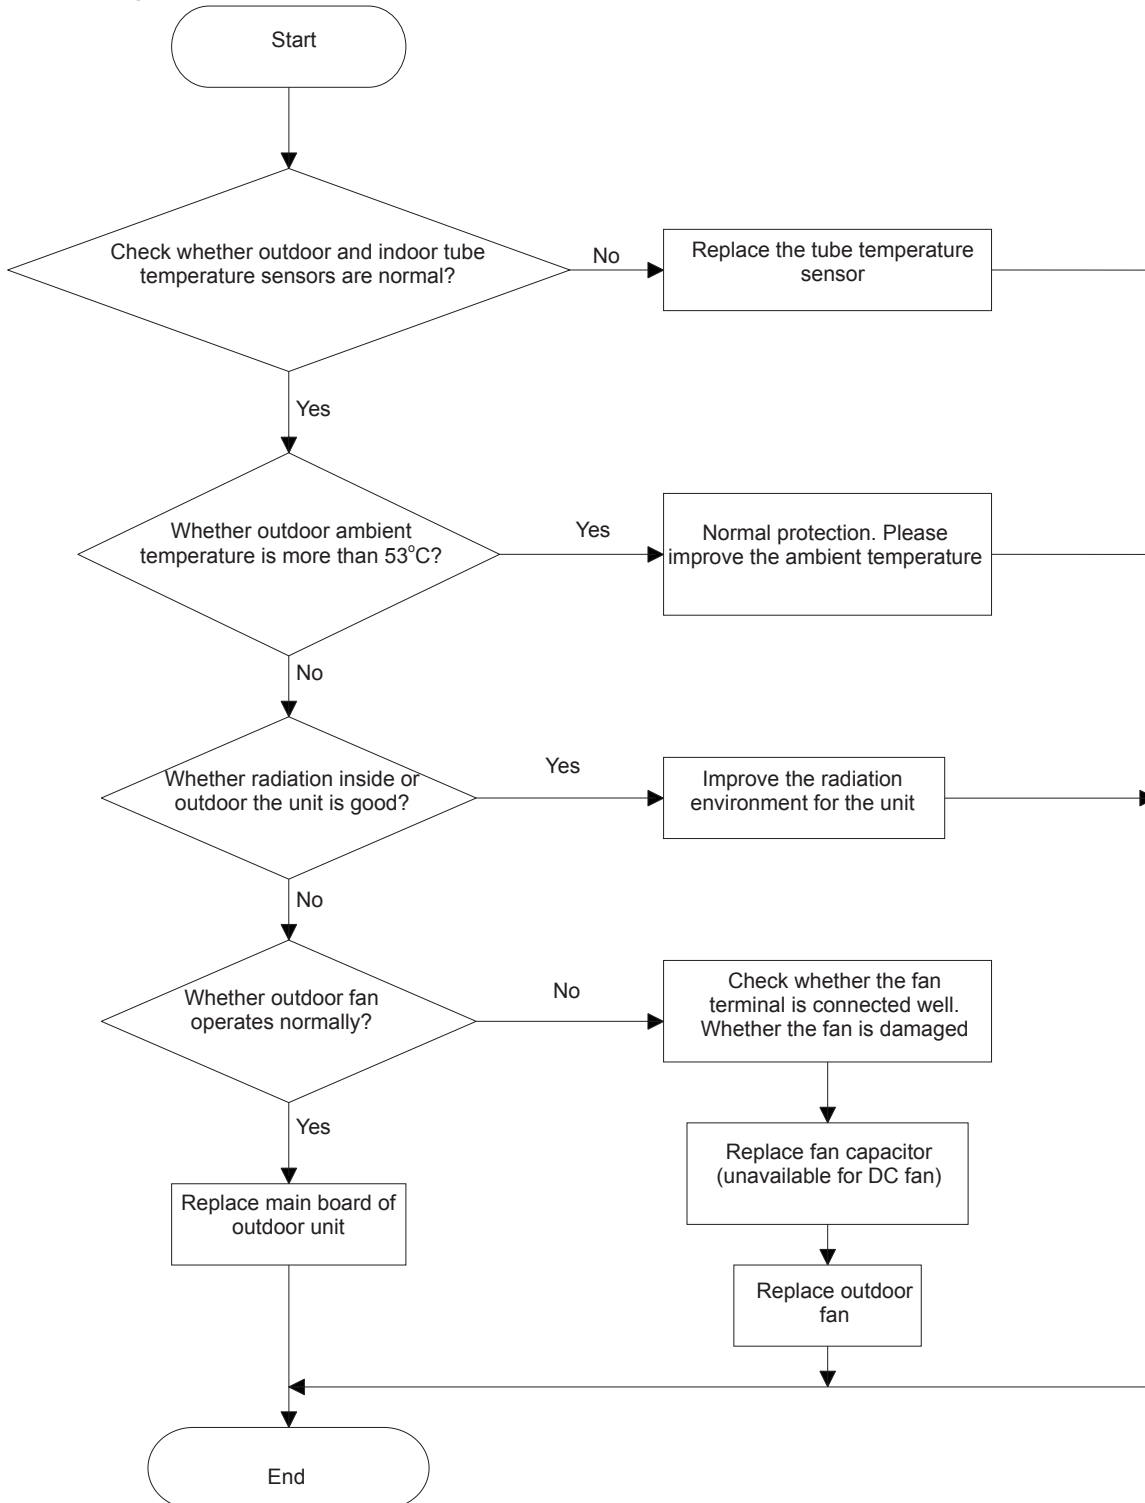 Start
Check whether outdoor and indoor tube
temperature sensors are normal?
No
Replace the tube temperature
sensor
Yes
Whether outdoor ambient
temperature is more than 53°C?
Yes
Normal protection. Please
improve the ambient temperature
No
Whether radiation inside or
outdoor the unit is good?
Yes
Improve the radiation
environment for the unit
No
Whether outdoor fan
operates normally?
No
Check whether the fan
terminal is connected well.
Whether the fan is damaged
Yes
Replace fan capacitor
(unavailable for DC fan)
Replace main board of
outdoor unit
Replace outdoor
fan
End